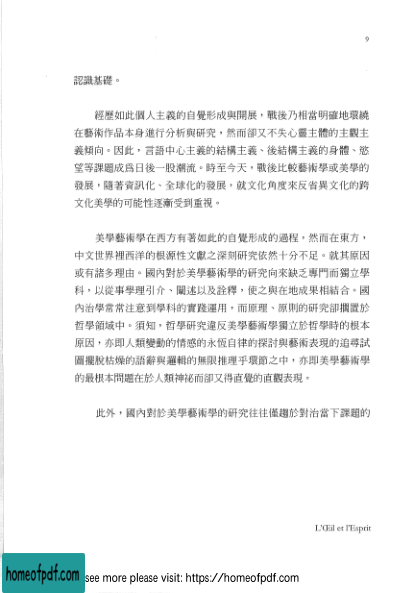 9
認識基礎。
經歷如此個人主義的自覺形成與開展，戰後乃相當明確地環繞
在藝術作品本身進行分析與研究，然而卻又不失心靈主體的主觀主
義傾向。因此，言語中心主義的結構主義、後結構主義的身體、慾
望等課題成為日後一股潮流。時至今天，戰後比較藝術學或美學的
發展，隨著資訊化、全球化的發展，就文化角度來反省異文化的跨
文化美學的可能性逐漸受到重視。
美學藝術學在西方有著如此的自覺形成的過程，然而在東方，
中文世界裡西洋的根源性文獻之深刻研究依然十分不足。就其原因
或有諸多理由。國內對於美學藝術學的研究向來缺乏專門而獨立學
科，以從事學理引介、闡述以及詮釋，使之與在地成果相結合。國
內治學常常注意到學科的實踐運用，而原理、原則的研究卻擱置於
哲學領域中。須知，哲學研究違反美學藝術學獨立於哲學時的根本
原因，亦即人類變動的情感的永恆自律的探討與藝術表現的追尋試
圖擺脫枯燥的語辭與邏輯的無限推理乎環節之中，亦即美學藝術學
的最根本問題在於人類神祕而卻又得直覺的直觀表現。
此外，國內對於美學藝術學的研究往往僅趨於對治當下課題的
L'Œil et l'Esprit
homeofpdf.com
see more please visit: https://homeofpdf.com